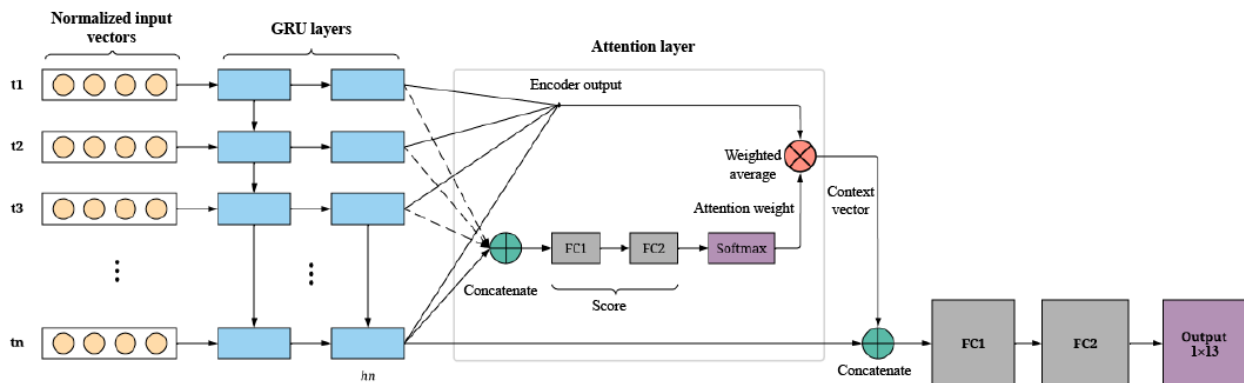 Normalized input
vectors
GRU layers
Attention layer
t1
Encoder output
t2
Weighted
average
t3
Attention weight
Context
vector
FC1
FC2
Softmax
Concatenate
Score
tn
FC1
FC2
Output
1×13
Concatenate
hn